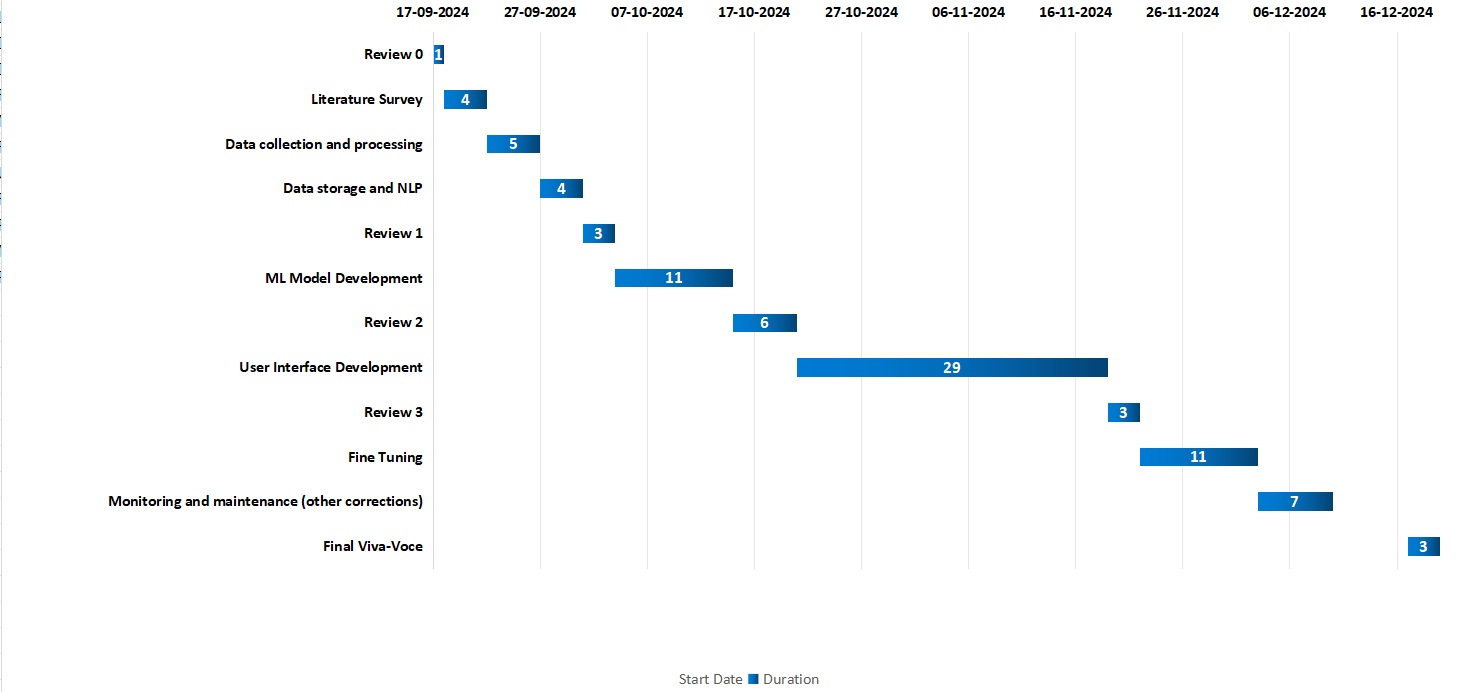 17-09-2024 27-09-2024 07-10-2024 17-10-2024 27-10-2024 06-11-2024 16-11-2024 26-11-2024 06-12-2024 16-12-2024
Review 0 1
Literature Survey 4
Data collection and processing 5
Data storage and NLP 4
Review 1 3
ML Model Development 11
Review 2 6
User Interface Development 29
Review 3 3
Fine Tuning 11
Monitoring and maintenance (other corrections) 7
Final Viva-Voce 3
Start Date Duration